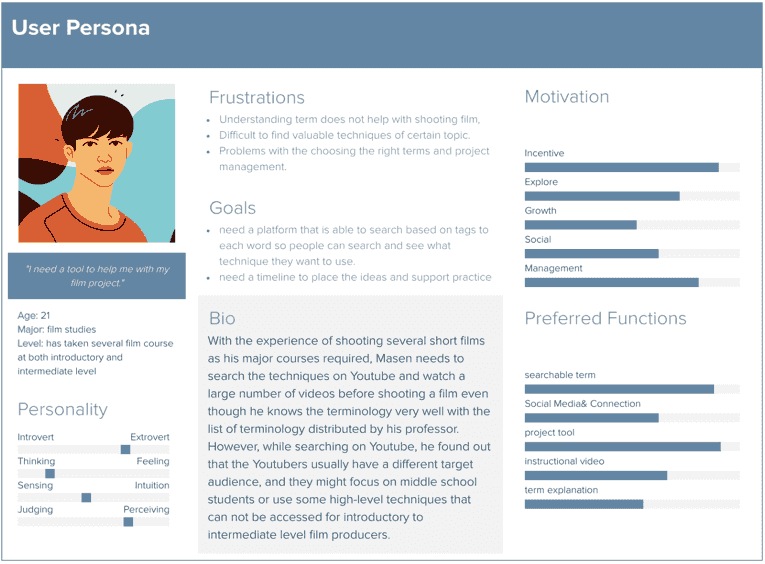 User Persona
"I need a tool to help me with my
film project."
Age: 21
Major: film studies
Level: has taken several film course
at both introductory and
intermediate level
Personality
Introvert Extrovert
Thinking Feeling
Sensing Intuition
Judging Perceiving
Frustrations
• Understanding term does not help with shooting film,
• Difficult to find valuable techniques of certain topic.
• Problems with the choosing the right terms and project
management.
Goals
• need a platform that is able to search based on tags to
each word so people can search and see what
technique they want to use.
• need a timeline to place the ideas and support practice
Bio
With the experience of shooting several short films
as his major courses required, Masen needs to
search the techniques on Youtube and watch a
large number of videos before shooting a film even
though he knows the terminology very well with the
list of terminology distributed by his professor.
However, while searching on Youtube, he found out
that the Youtubers usually have a different target
audience, and they might focus on middle school
students or use some high-level techniques that
can not be accessed for introductory to
intermediate level film producers.
Motivation
Incentive
Explore
Growth
Social
Management
Preferred Functions
searchable term
Social Media& Connection
project tool
instructional video
term explanation